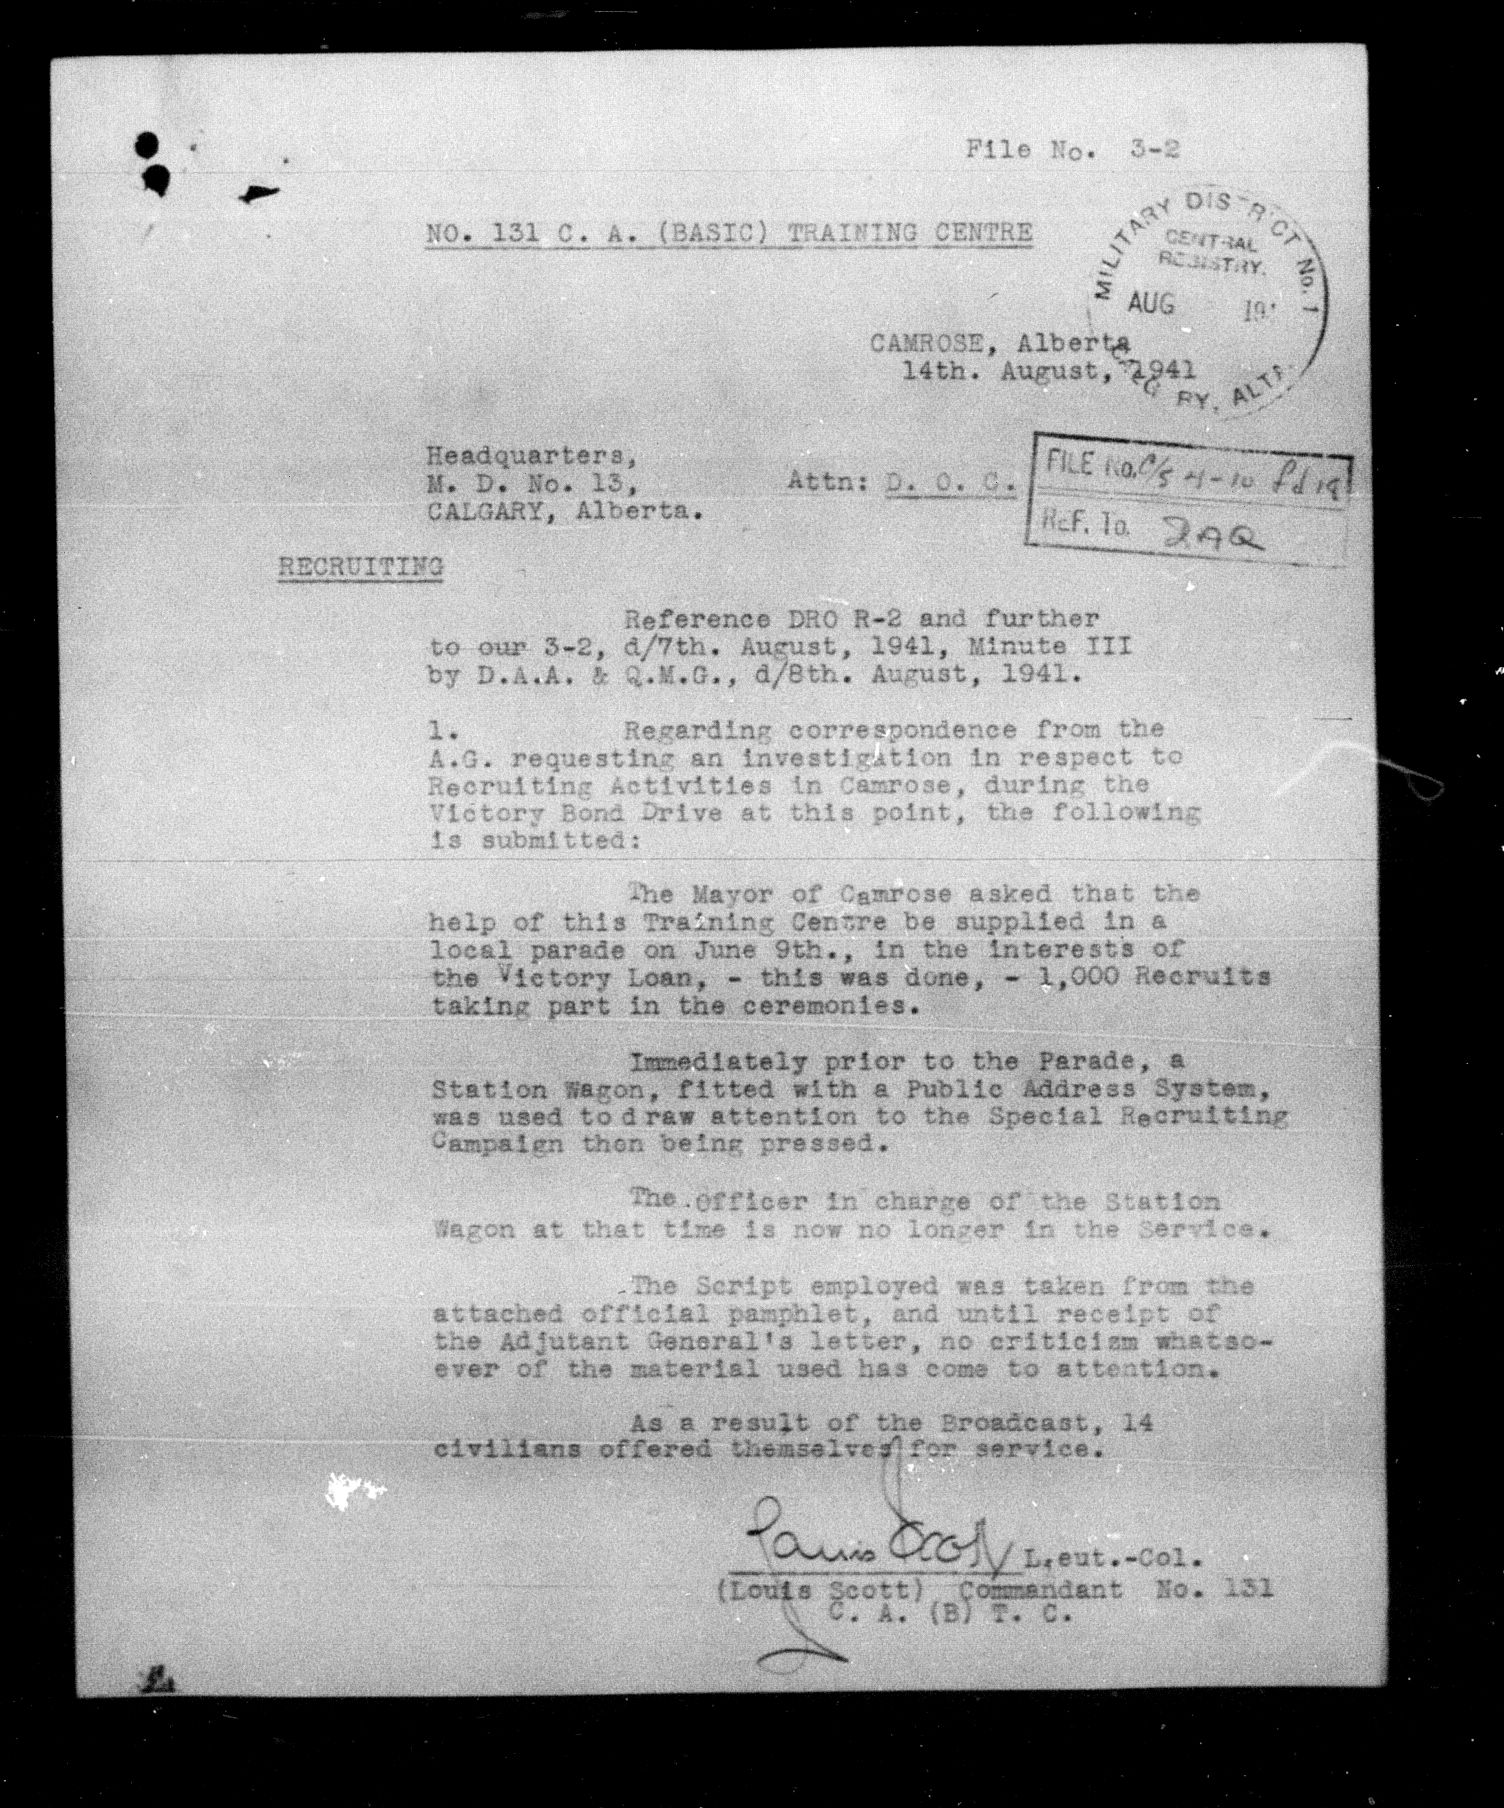 File No. 3-2
NO. 131 C. A. (BASIC) TRAINING CENTRE
MILITARY DISTRICT No. 1
CENTRAL
REGISTRY.
AUG 19
ALTA.
CAMROSE, Alberta
14th. August, 1941
Headquarters,
M. D. No. 13,
CALGARY, Alberta.
Attn: D. O. C.
FILE No. C/S 4-10
REF. To.
RECRUITING
Reference DRO R-2 and further
to our 3-2, d/7th. August, 1941, Minute III
by D.A.A. & Q.M.G., d/8th. August, 1941.
1. Regarding correspondence from the
A.G. requesting an investigation in respect to
Recruiting Activities in Camrose, during the
Victory Bond Drive at this point, the following
is submitted:
The Mayor of Camrose asked that the
help of this Training Centre be supplied in a
local parade on June 9th., in the interests of
the Victory Loan, - this was done, - 1,000 Recruits
taking part in the ceremonies.
Immediately prior to the Parade, a
Station Wagon, fitted with a Public Address System,
was used to draw attention to the Special Recruiting
Campaign then being pressed.
The Officer in charge of the Station
Wagon at that time is now no longer in the Service.
The Script employed was taken from the
attached official pamphlet, and until receipt of
the Adjutant General's letter, no criticism whatso-
ever of the material used has come to attention.
As a result of the Broadcast, 14
civilians offered themselves for service.
Louis Scott Lieut.-Col.
(Louis Scott) Commandant No. 131
C. A. (B) T. C.